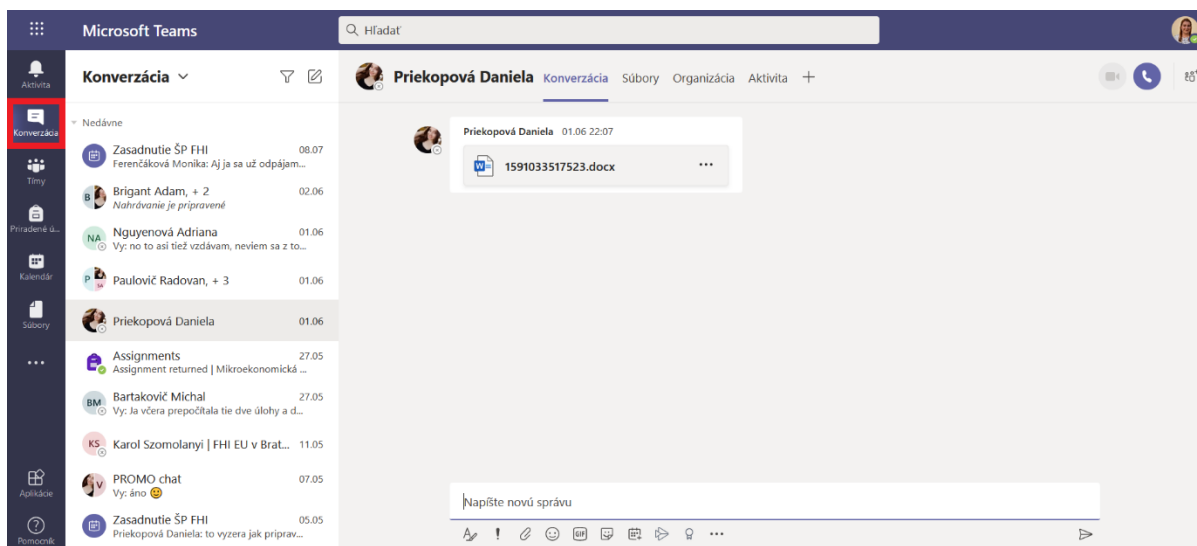 Microsoft Teams
Hľadať
Aktivita
Konverzácia
Tímy
Priradené ú...
Kalendár
Súbory
Aplikácie
Pomocník
Konverzácia
Nedávne
Zasadnutie ŠP FHI 08.07
Ferenčáková Monika: Aj ja sa už odpájam...
Brigant Adam, + 2 02.06
Nahrávanie je pripravené
NA Nguyenová Adriana 01.06
Vy: no to asi tiež vzdávam, neviem sa z to...
Paulovič Radovan, + 3 01.06
Priekopová Daniela 01.06
Assignments 27.05
Assignment returned | Mikroekonomická ...
BM Bartakovič Michal 27.05
Vy: Ja včera prepočítala tie dve úlohy a d...
KS Karol Szomolanyi | FHI EU v Brat... 11.05
V PROMO chat 07.05
Vy: áno
Zasadnutie ŠP FHI 05.05
Priekopová Daniela: to vyzera jak priprav...
Priekopová Daniela Konverzácia Súbory Organizácia Aktivita
Priekopová Daniela 01.06 22:07
1591033517523.docx
Napíšte novú správu
GIF